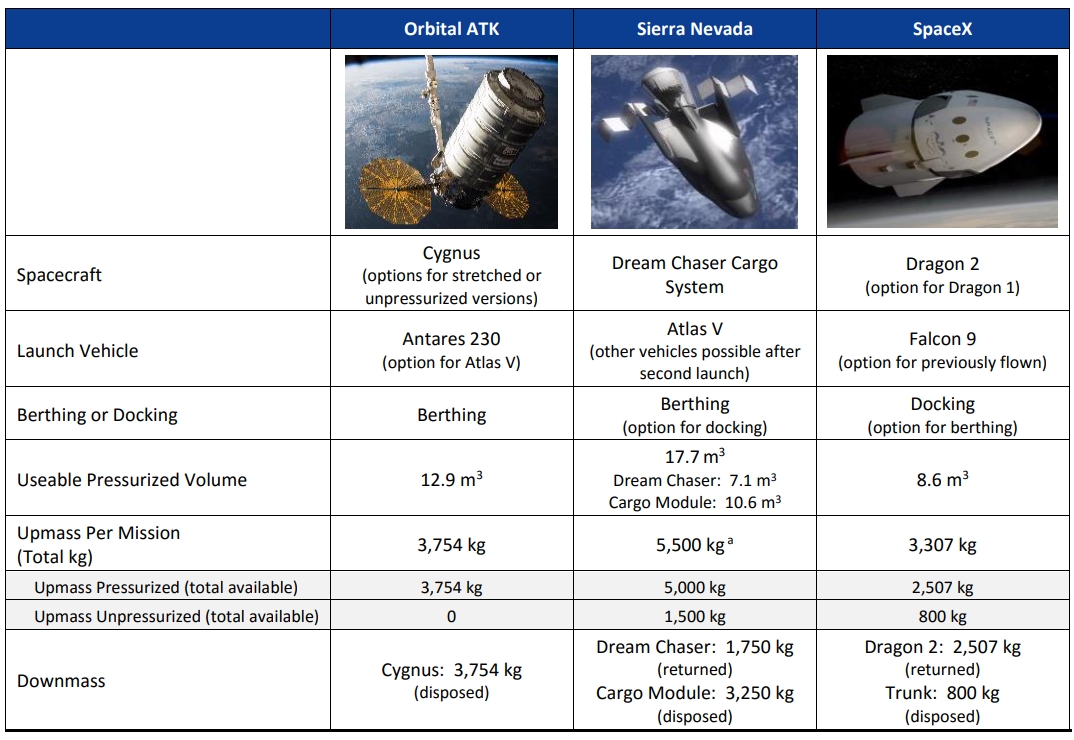 Orbital ATK Sierra Nevada SpaceX
SPACEX
Spacecraft
Cygnus
(options for stretched or
unpressurized versions)
Dream Chaser Cargo
System
Dragon 2
(option for Dragon 1)
Launch Vehicle
Antares 230
(option for Atlas V)
Atlas V
(other vehicles possible after
second launch)
Falcon 9
(option for previously flown)
Berthing or Docking
Berthing
Berthing
(option for docking)
Docking
(option for berthing)
Useable Pressurized Volume
12.9 m³
17.7 m³
Dream Chaser: 7.1 m³
Cargo Module: 10.6 m³
8.6 m³
Upmass Per Mission
(Total kg)
3,754 kg
5,500 kg ᵃ
3,307 kg
Upmass Pressurized (total available) 3,754 kg 5,000 kg 2,507 kg
Upmass Unpressurized (total available) 0 1,500 kg 800 kg
Downmass
Cygnus: 3,754 kg
(disposed)
Dream Chaser: 1,750 kg
(returned)
Cargo Module: 3,250 kg
(disposed)
Dragon 2: 2,507 kg
(returned)
Trunk: 800 kg
(disposed)